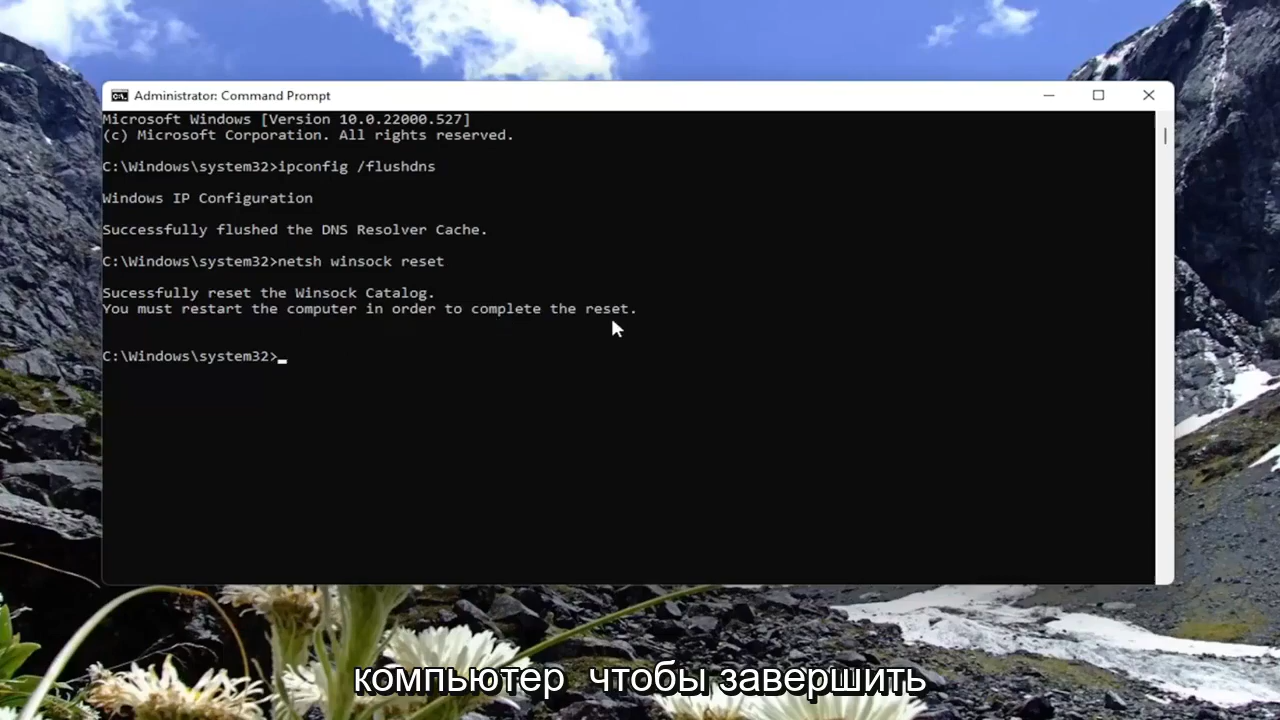 Administrator: Command Prompt
Microsoft Windows [Version 10.0.22000.527]
(c) Microsoft Corporation. All rights reserved.
C:\Windows\system32>ipconfig /flushdns
Windows IP Configuration
Successfully flushed the DNS Resolver Cache.
C:\Windows\system32>netsh winsock reset
Sucessfully reset the Winsock Catalog.
You must restart the computer in order to complete the reset.
C:\Windows\system32>
компьютер чтобы завершить